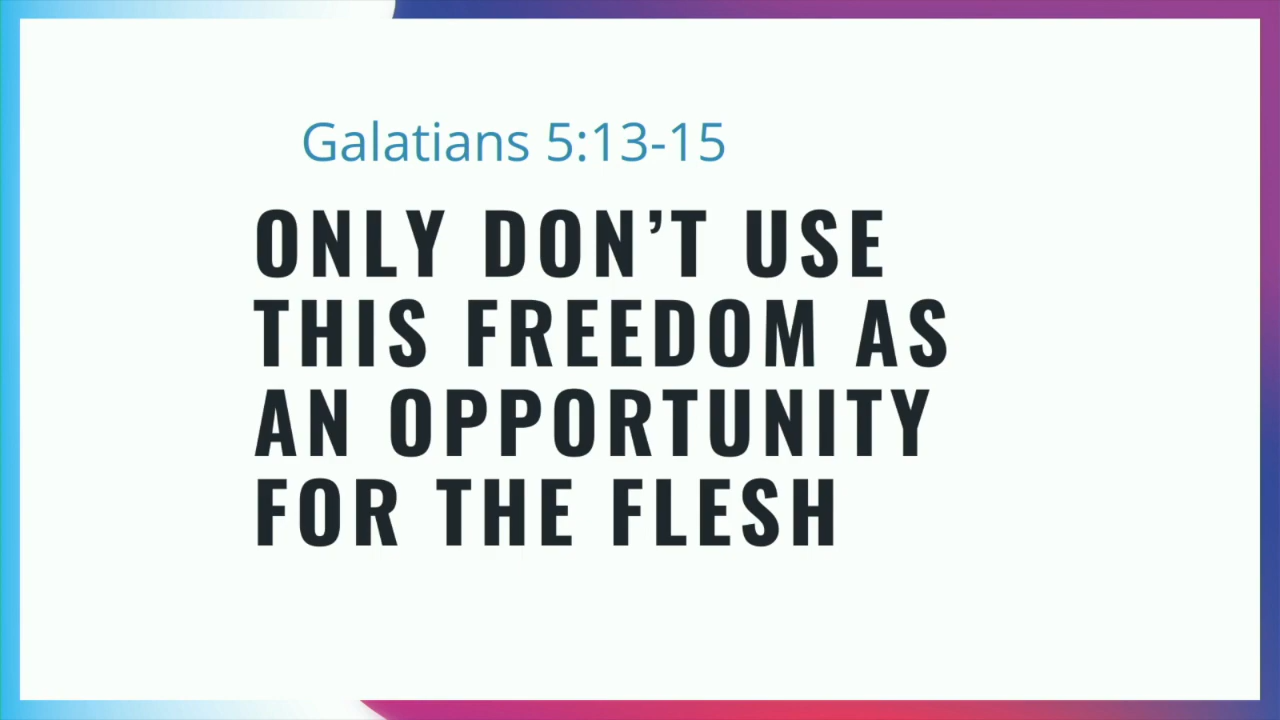 Galatians 5:13-15
ONLY DON’T USE
THIS FREEDOM AS
AN OPPORTUNITY
FOR THE FLESH